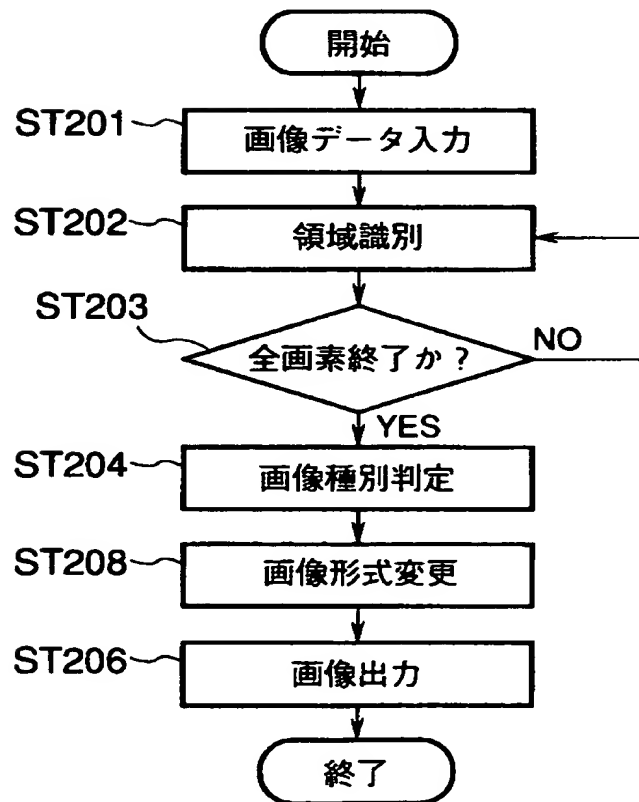 開始
ST201
画像データ入力
ST202
領域識別
ST203
全画素終了か?
NO
YES
ST204
画像種別判定
ST208
画像形式変更
ST206
画像出力
終了